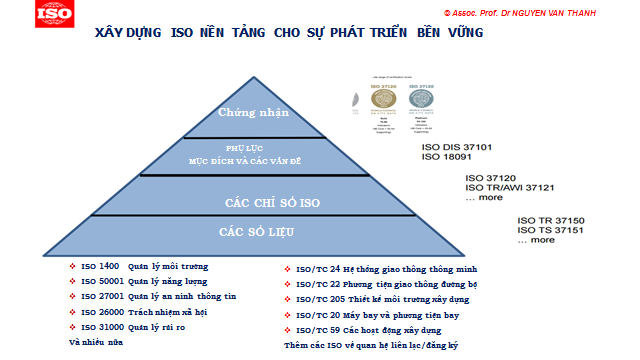 ISO
© Assoc. Prof. Dr NGUYEN VAN THANH
XÂY DỰNG ISO NỀN TẢNG CHO SỰ PHÁT TRIỂN BỀN VỮNG
Chứng nhận
ISO 37120
ISO 37120
PHỤ LỤC
MỤC ĐÍCH VÀ CÁC VẤN ĐỀ
ISO DIS 37101
ISO 18091
CÁC CHỈ SỐ ISO
ISO 37120
ISO TR/AWI 37121
... more
CÁC SỐ LIỆU
ISO TR 37150
ISO TS 37151
... more
❖ ISO 1400 Quản lý môi trường
❖ ISO 50001 Quản lý năng lượng
❖ ISO 27001 Quản lý an ninh thông tin
❖ ISO 26000 Trách nhiệm xã hội
❖ ISO 31000 Quản lý rủi ro
Và nhiều nữa
❖ ISO/TC 24 Hệ thống giao thông thông minh
❖ ISO/TC 22 Phương tiện giao thông đường bộ
❖ ISO/TC 205 Thiết kế môi trường xây dựng
❖ ISO/TC 20 Máy bay và phương tiện bay
❖ ISO/TC 59 Các hoạt động xây dựng
Thêm các ISO về quan hệ liên lạc/đăng ký